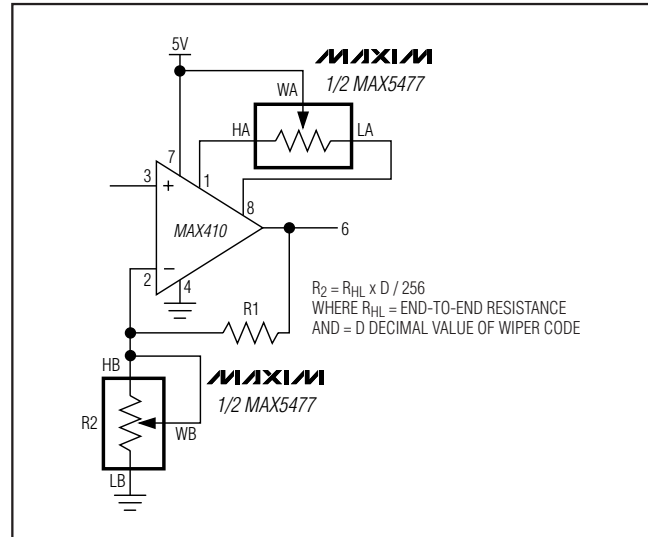 5V
MAXIM
1/2 MAX5477
WA
HA
LA
7
1
3
+
8
MAX410
6
2
−
4
R2 = RHL x D / 256
WHERE RHL = END-TO-END RESISTANCE
AND = D DECIMAL VALUE OF WIPER CODE
R1
HB
MAXIM
1/2 MAX5477
R2
WB
LB